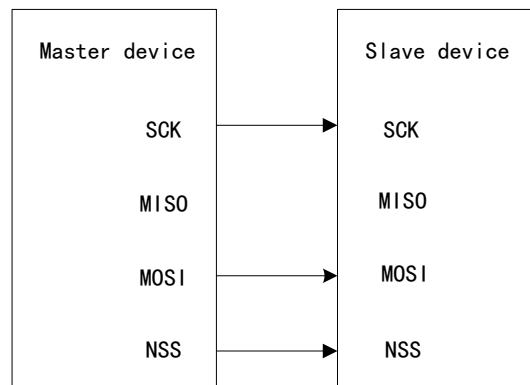 Master device
Slave device
SCK
SCK
MISO
MISO
MOSI
MOSI
NSS
NSS